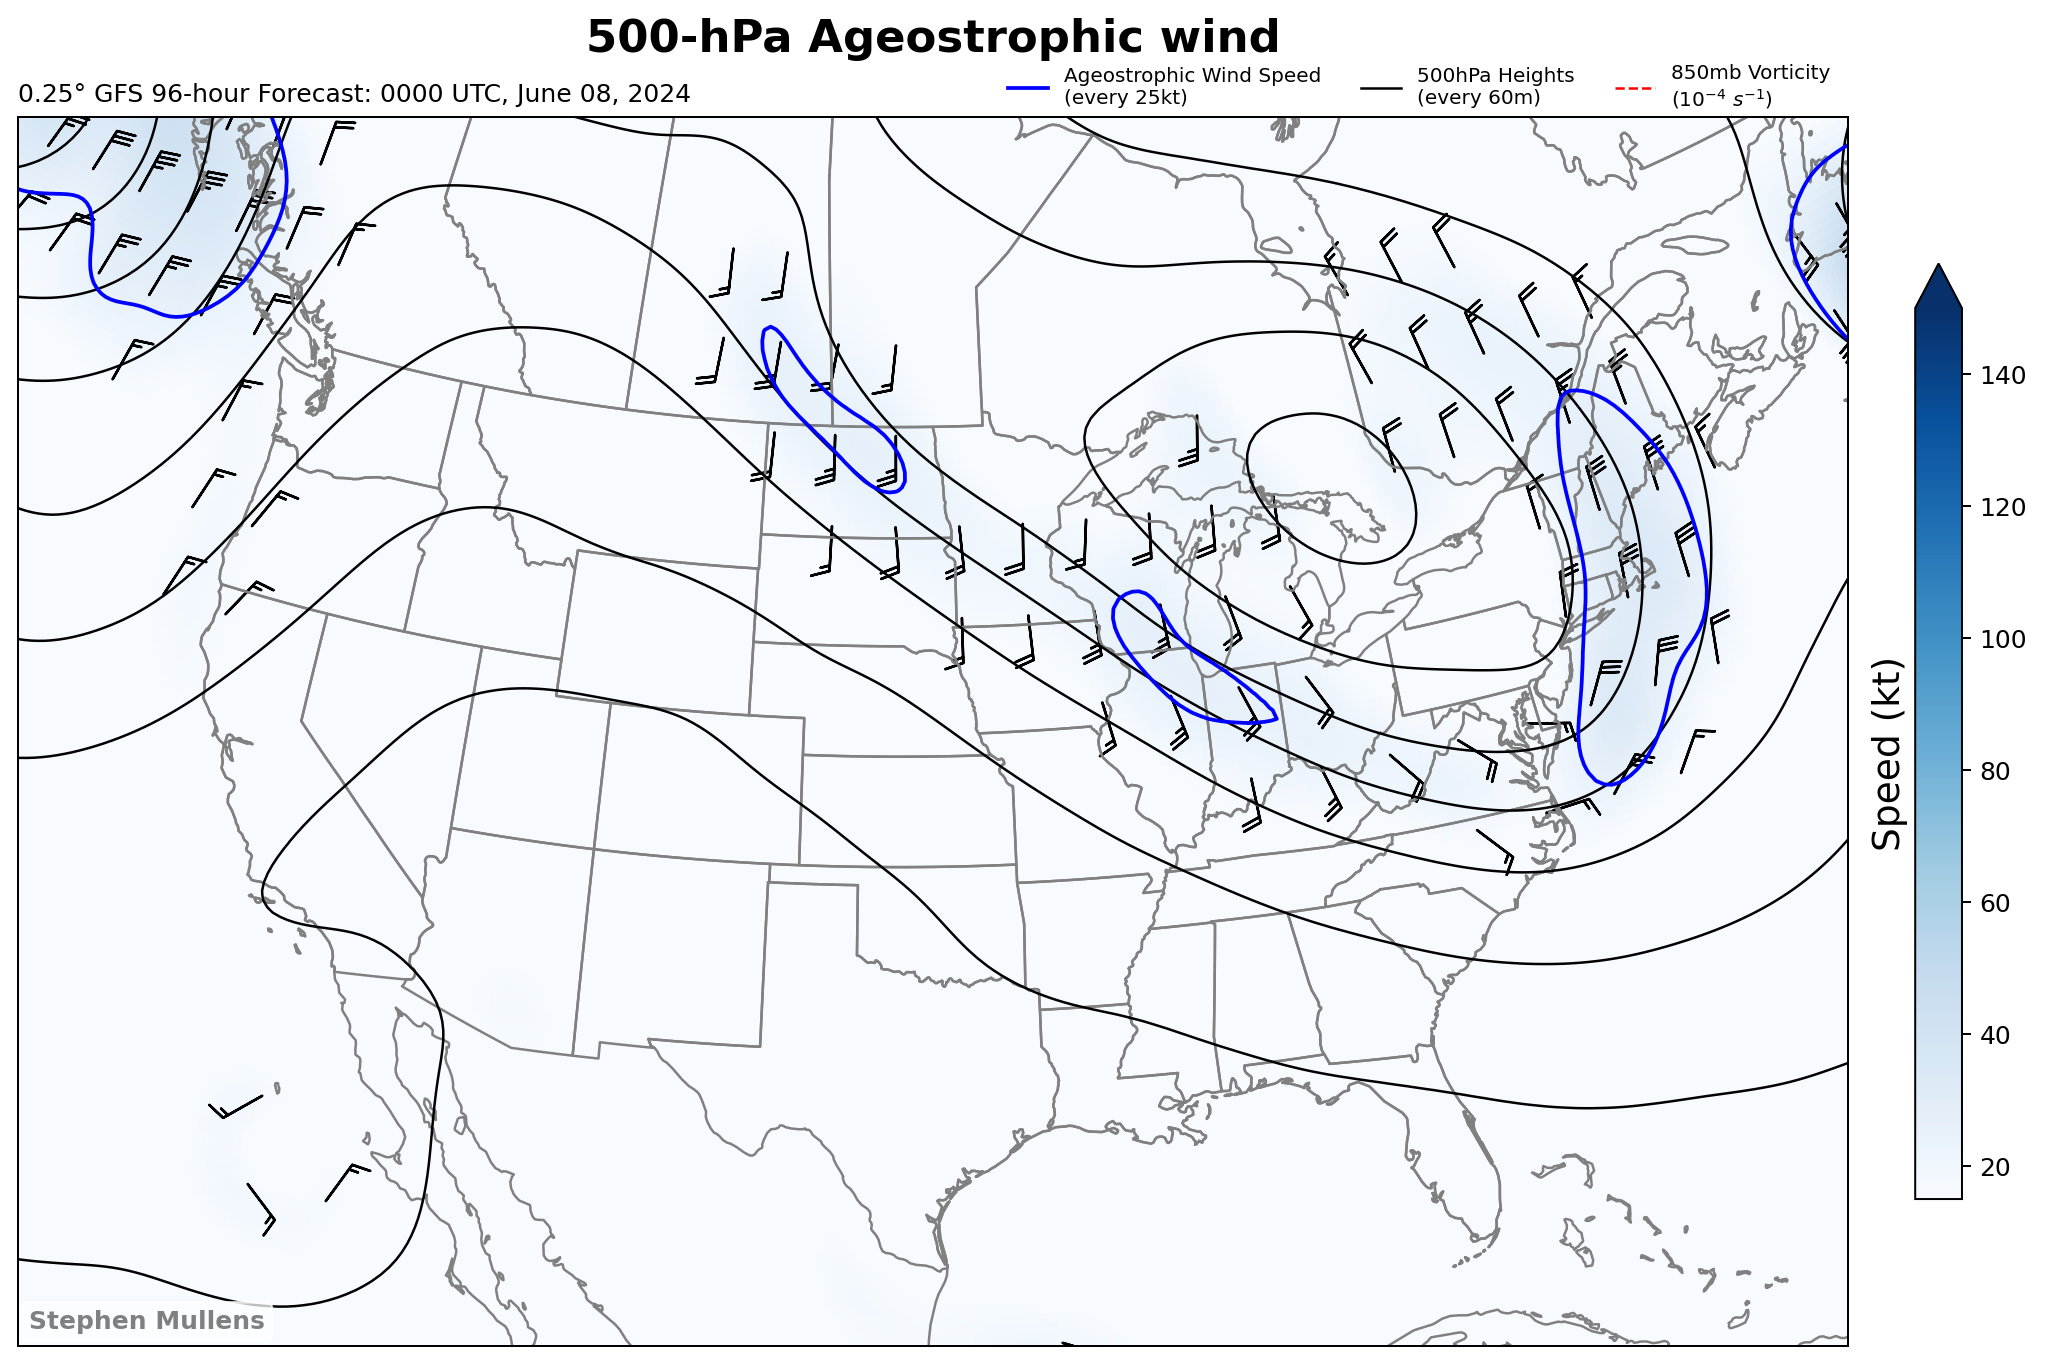 500-hPa Ageostrophic wind
0.25° GFS 96-hour Forecast: 0000 UTC, June 08, 2024
Ageostrophic Wind Speed
(every 25kt)
500hPa Heights
(every 60m)
850mb Vorticity
(10⁻⁴ s⁻¹)
140
120
100
80
60
40
20
Speed (kt)
Stephen Mullens